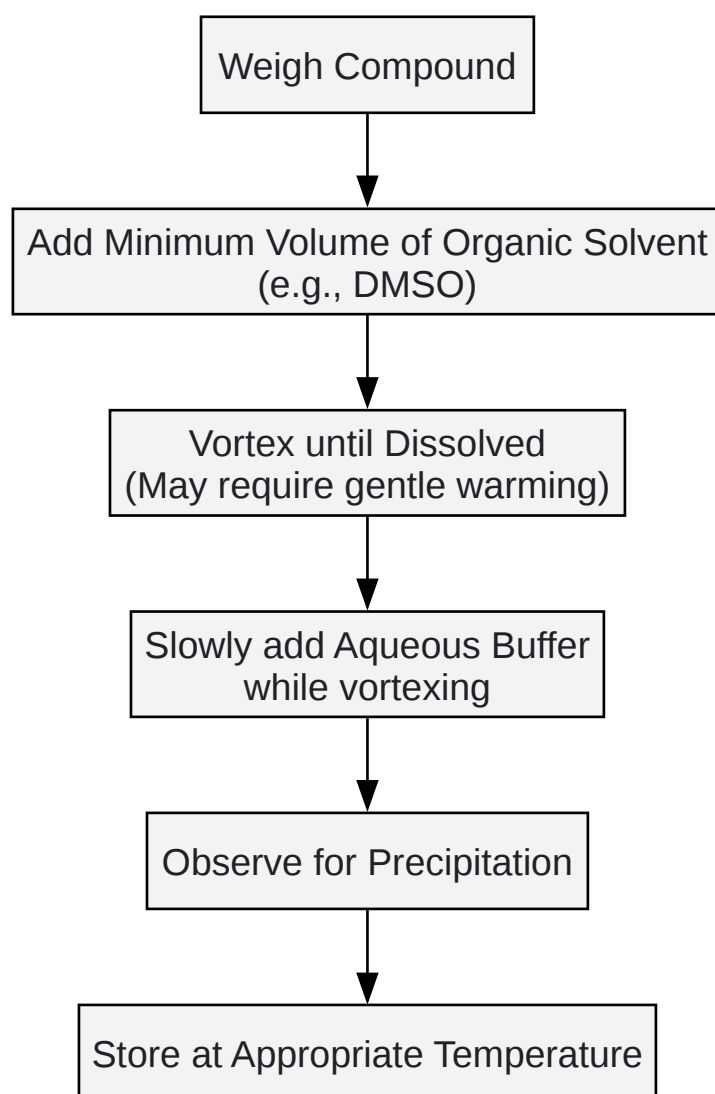 Weigh Compound
Add Minimum Volume of Organic Solvent
(e.g., DMSO)
Vortex until Dissolved
(May require gentle warming)
Slowly add Aqueous Buffer
while vortexing
Observe for Precipitation
Store at Appropriate Temperature